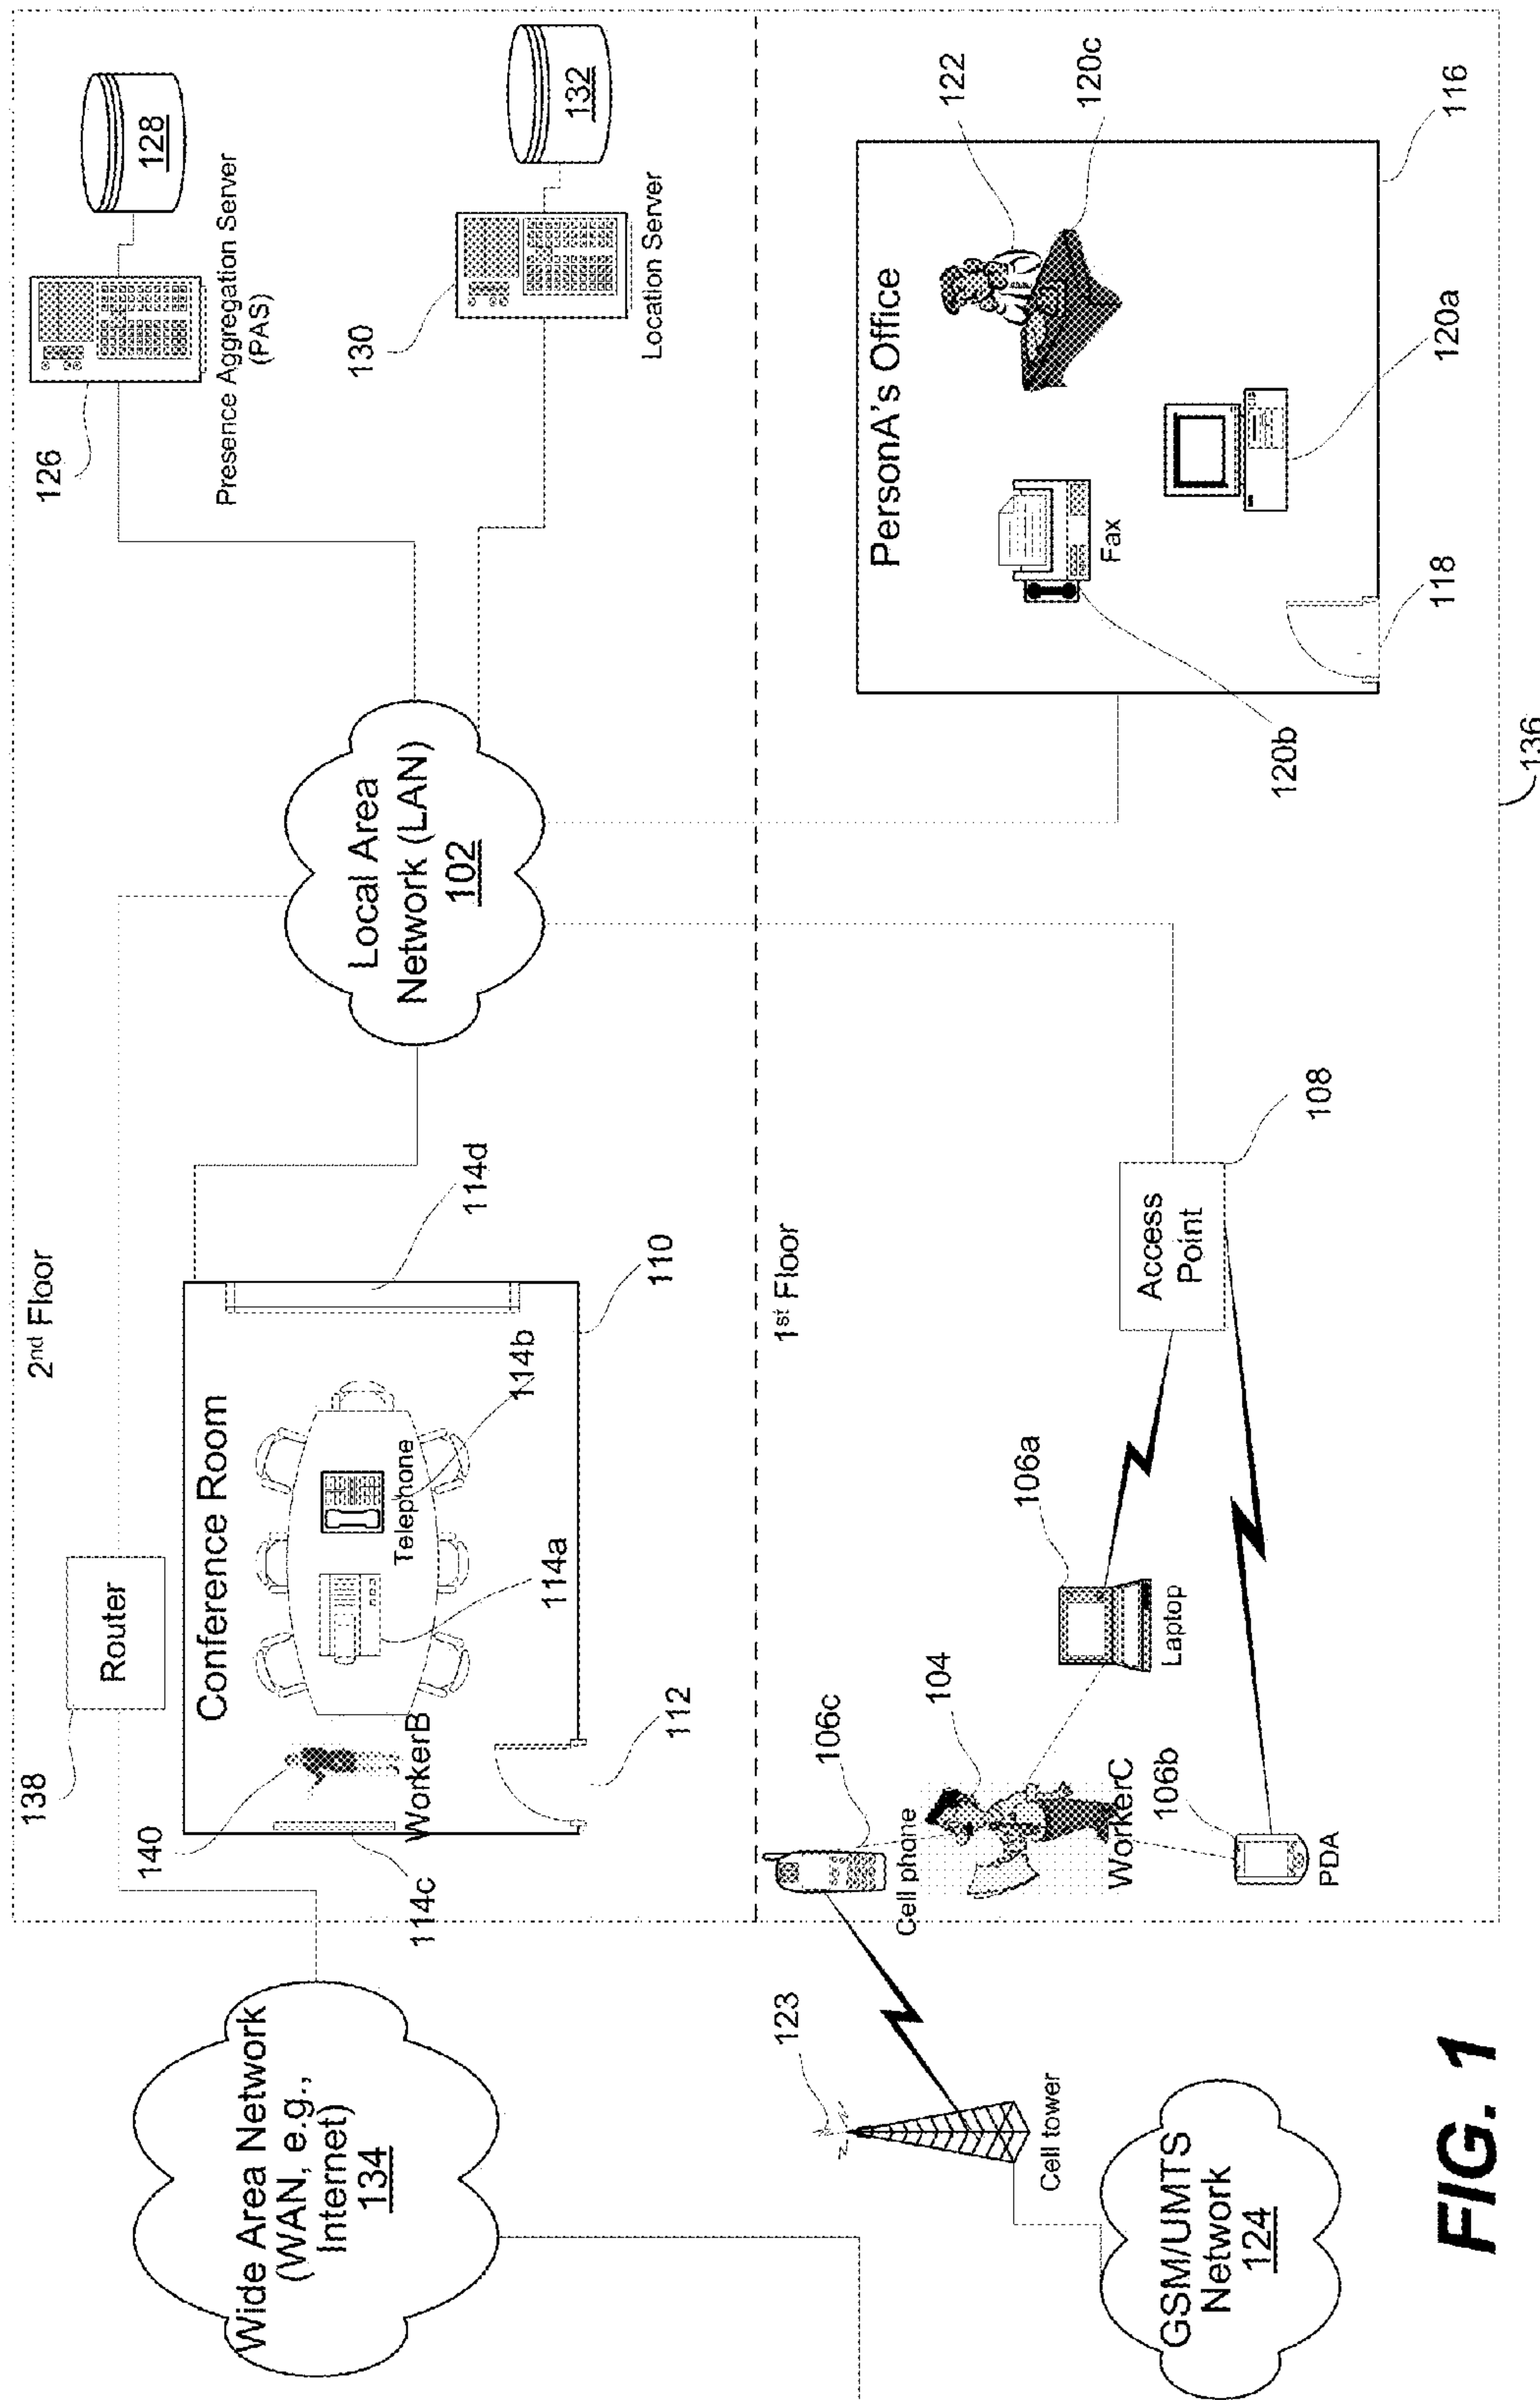 2nd Floor
Wide Area Network
(WAN, e.g.,
Internet)
134
138
Router
140
114c
Conference Room
WorkerB
114a
Telephone
114b
114d
112
110
Local Area
Network (LAN)
102
126
128
Presence Aggregation Server
(PAS)
130
132
Location Server
1st Floor
123
Cell tower
GSM/UMTS
Network
124
Cell phone
106c
104
WorkerC
106b
PDA
106a
Laptop
Access
Point
108
PersonA's Office
122
120c
Fax
120b
120a
118
116
136
FIG. 1